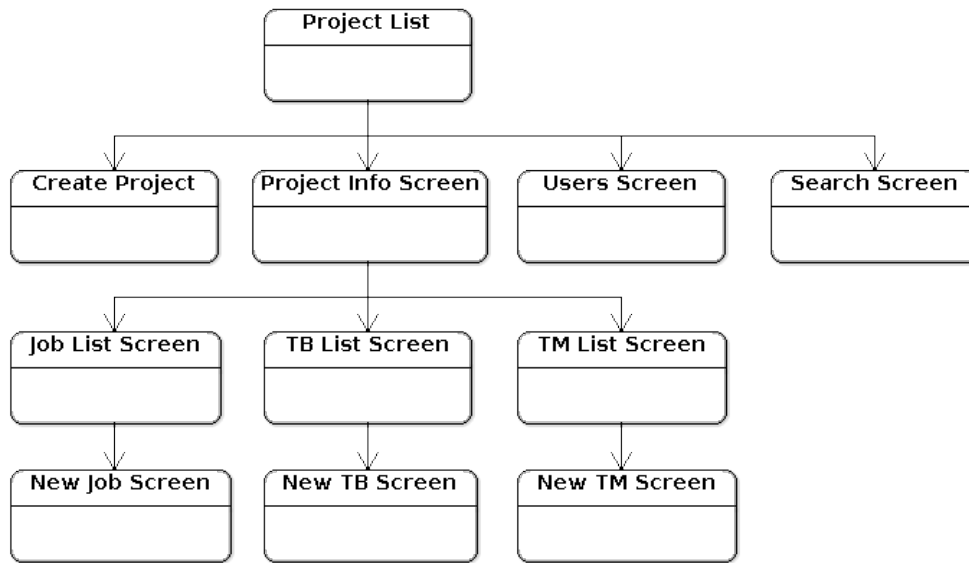 Project List
Create Project
Project Info Screen
Users Screen
Search Screen
Job List Screen
TB List Screen
TM List Screen
New Job Screen
New TB Screen
New TM Screen